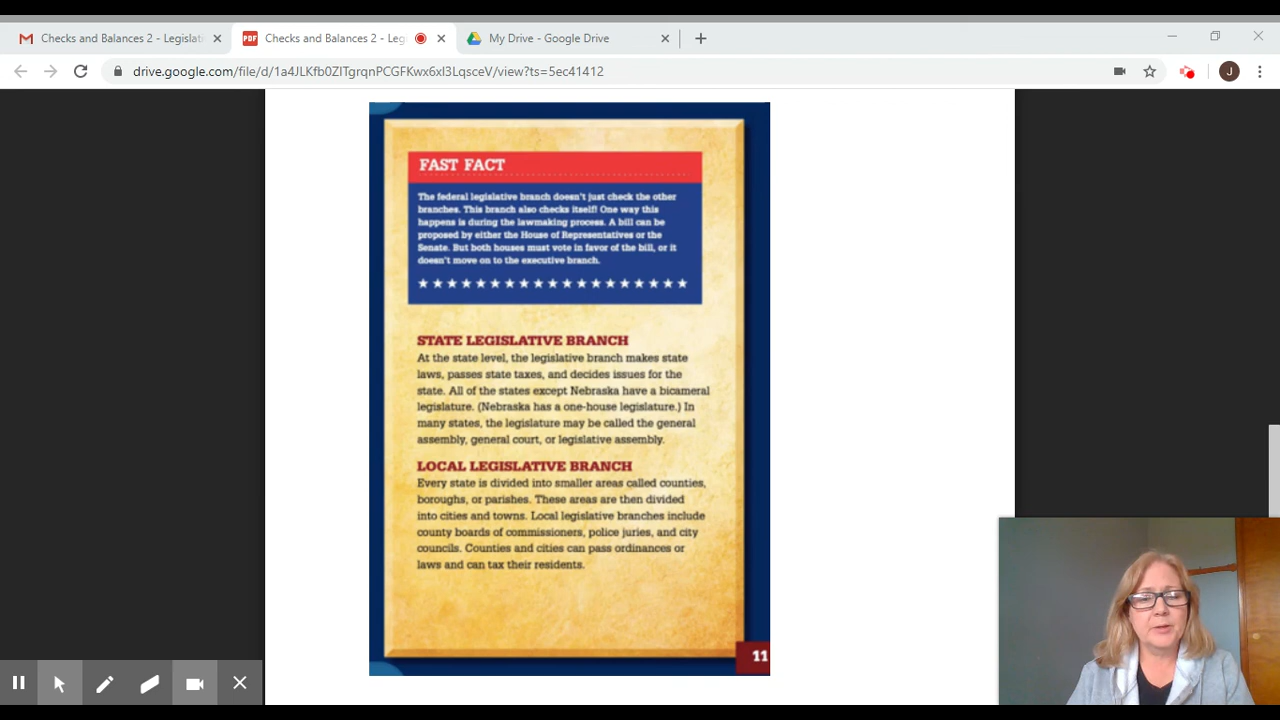 Checks and Balances 2 - Legislati
Checks and Balances 2 - Leg
My Drive - Google Drive
drive.google.com/file/d/1a4JLKfb0ZITgrqnPCGFKwx6xI3LqsceV/view?ts=5ec41412
J
FAST FACT
The federal legislative branch doesn't just check the other
branches. This branch also checks itself! One way this
happens is during the lawmaking process. A bill can be
proposed by either the House of Representatives or the
Senate. But both houses must vote in favor of the bill, or it
doesn't move on to the executive branch.
STATE LEGISLATIVE BRANCH
At the state level, the legislative branch makes state
laws, passes state taxes, and decides issues for the
state. All of the states except Nebraska have a bicameral
legislature. (Nebraska has a one-house legislature.) In
many states, the legislature may be called the general
assembly, general court, or legislative assembly.
LOCAL LEGISLATIVE BRANCH
Every state is divided into smaller areas called counties,
boroughs, or parishes. These areas are then divided
into cities and towns. Local legislative branches include
county boards of commissioners, police juries, and city
councils. Counties and cities can pass ordinances or
laws and can tax their residents.
11